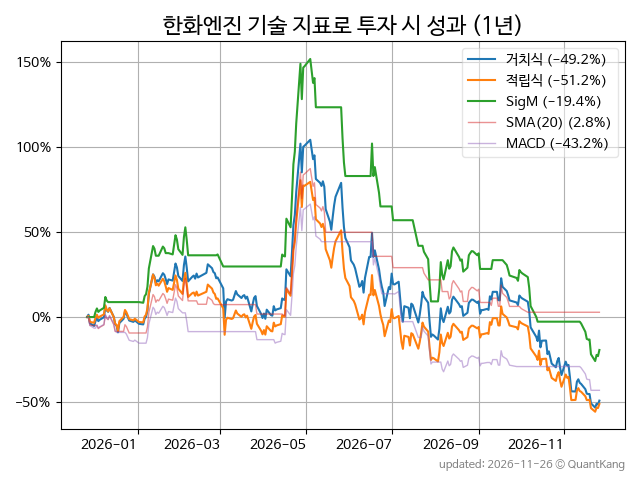 한화엔진 기술 지표로 투자 시 성과 (1년)
150%
100%
50%
0%
−50%
거치식 (−49.2%)
적립식 (−51.2%)
SigM (−19.4%)
SMA(20) (2.8%)
MACD (−43.2%)
2026-01
2026-03
2026-05
2026-07
2026-09
2026-11
updated: 2026-11-26 © QuantKang